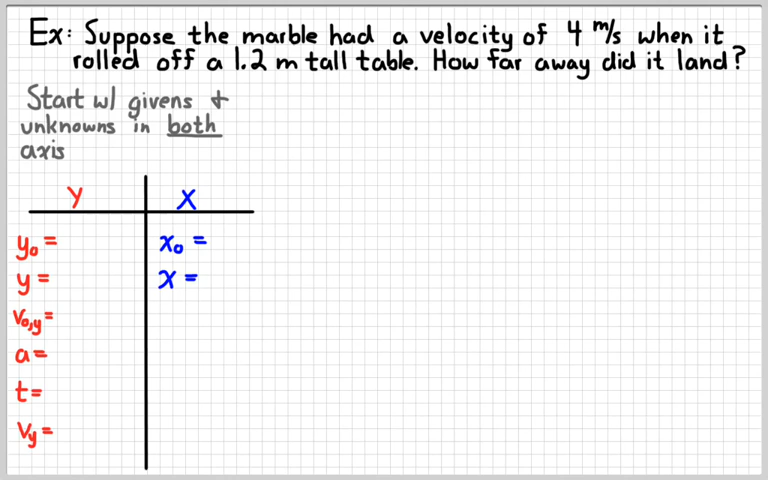 Ex: Suppose the marble had a velocity of 4 m/s when it
rolled off a 1.2 m tall table. How far away did it land?
Start w/ givens +
unknowns in both
axis
y x
y₀ = x₀ =
y = x =
v₀,y =
a =
t =
vy =